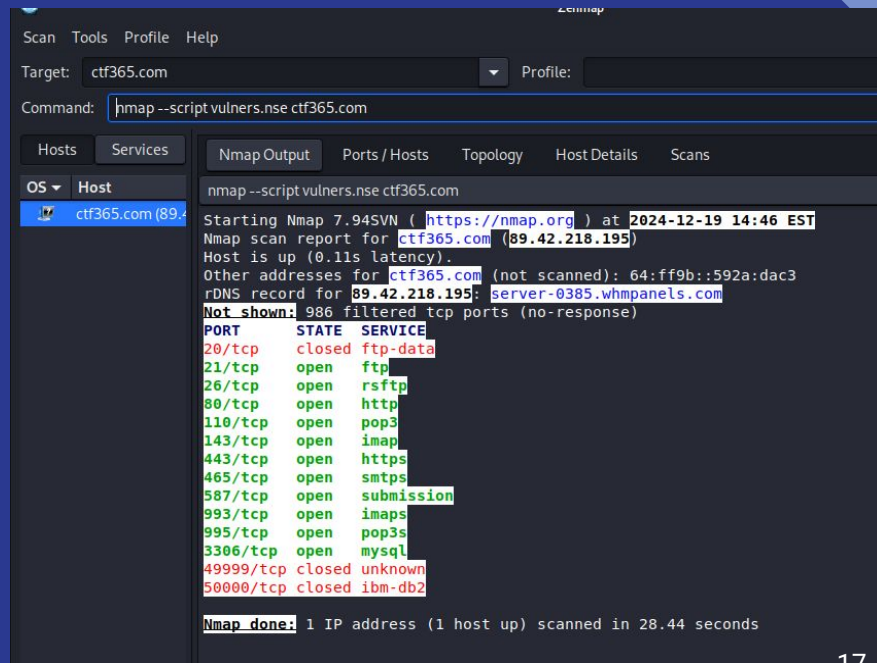 Zenmap
Scan Tools Profile Help
Target: ctf365.com Profile:
Command: nmap --script vulners.nse ctf365.com
Hosts Services Nmap Output Ports / Hosts Topology Host Details Scans
OS Host
nmap --script vulners.nse ctf365.com
ctf365.com (89.4
Starting Nmap 7.94SVN ( https://nmap.org ) at 2024-12-19 14:46 EST
Nmap scan report for ctf365.com (89.42.218.195)
Host is up (0.11s latency).
Other addresses for ctf365.com (not scanned): 64:ff9b::592a:dac3
rDNS record for 89.42.218.195: server-0385.whmpanels.com
Not shown: 986 filtered tcp ports (no-response)
PORT STATE SERVICE
20/tcp closed ftp-data
21/tcp open ftp
26/tcp open rsftp
80/tcp open http
110/tcp open pop3
143/tcp open imap
443/tcp open https
465/tcp open smtps
587/tcp open submission
993/tcp open imaps
995/tcp open pop3s
3306/tcp open mysql
49999/tcp closed unknown
50000/tcp closed ibm-db2
Nmap done: 1 IP address (1 host up) scanned in 28.44 seconds
17